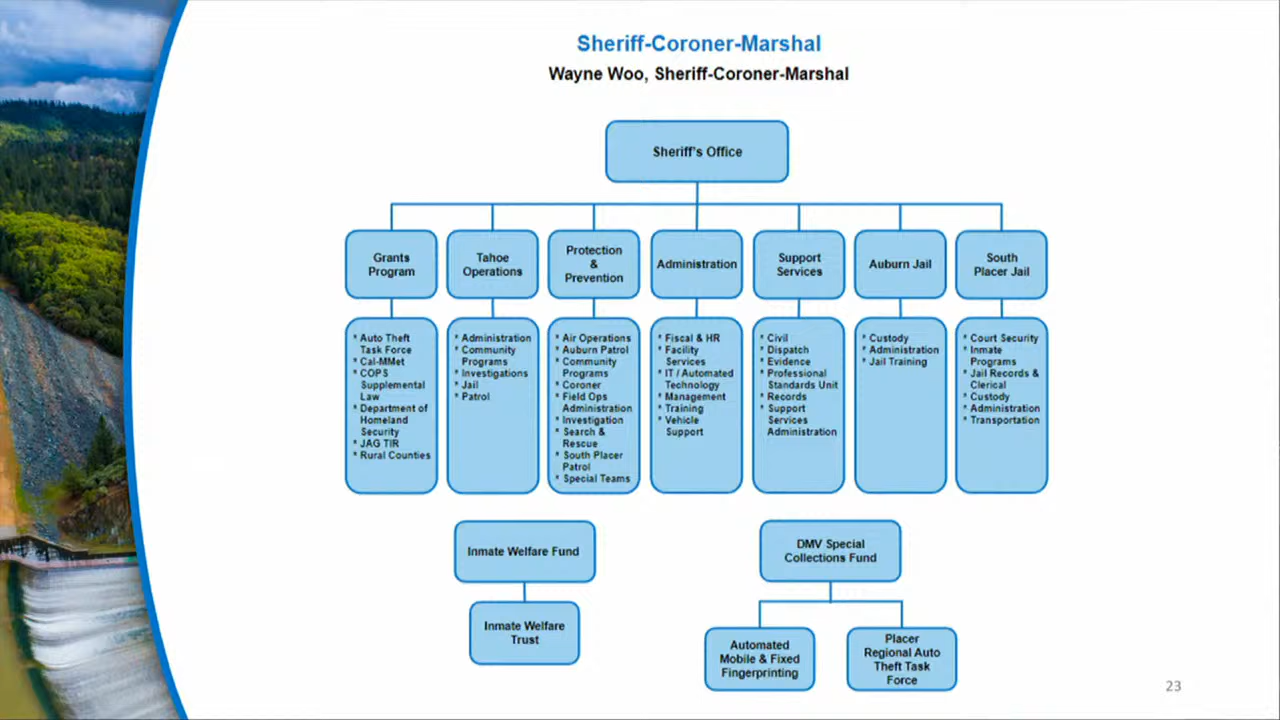 Sheriff-Coroner-Marshal
Wayne Woo, Sheriff-Coroner-Marshal
Sheriff's Office
Grants
Program
Tahoe
Operations
Protection
&
Prevention
Administration
Support
Services
Auburn Jail
South
Placer Jail
* Auto Theft
Task Force
* Cal-MMet
* COPS
Supplemental
Law
* Department of
Homeland
Security
* JAG TIR
* Rural Counties
* Administration
* Community
Programs
* Investigations
* Jail
* Patrol
* Air Operations
* Auburn Patrol
* Community
Programs
* Coroner
* Field Ops
Administration
* Investigation
* Search &
Rescue
* South Placer
Patrol
* Special Teams
* Fiscal & HR
* Facility
Services
* IT / Automated
Technology
* Management
* Training
* Vehicle
Support
* Civil
* Dispatch
* Evidence
* Professional
Standards Unit
* Records
* Support
Services
Administration
* Custody
* Administration
* Jail Training
* Court Security
* Inmate
Programs
* Jail Records &
Clerical
* Custody
* Administration
* Transportation
Inmate Welfare Fund
Inmate Welfare
Trust
DMV Special
Collections Fund
Automated
Mobile & Fixed
Fingerprinting
Placer
Regional Auto
Theft Task
Force
23